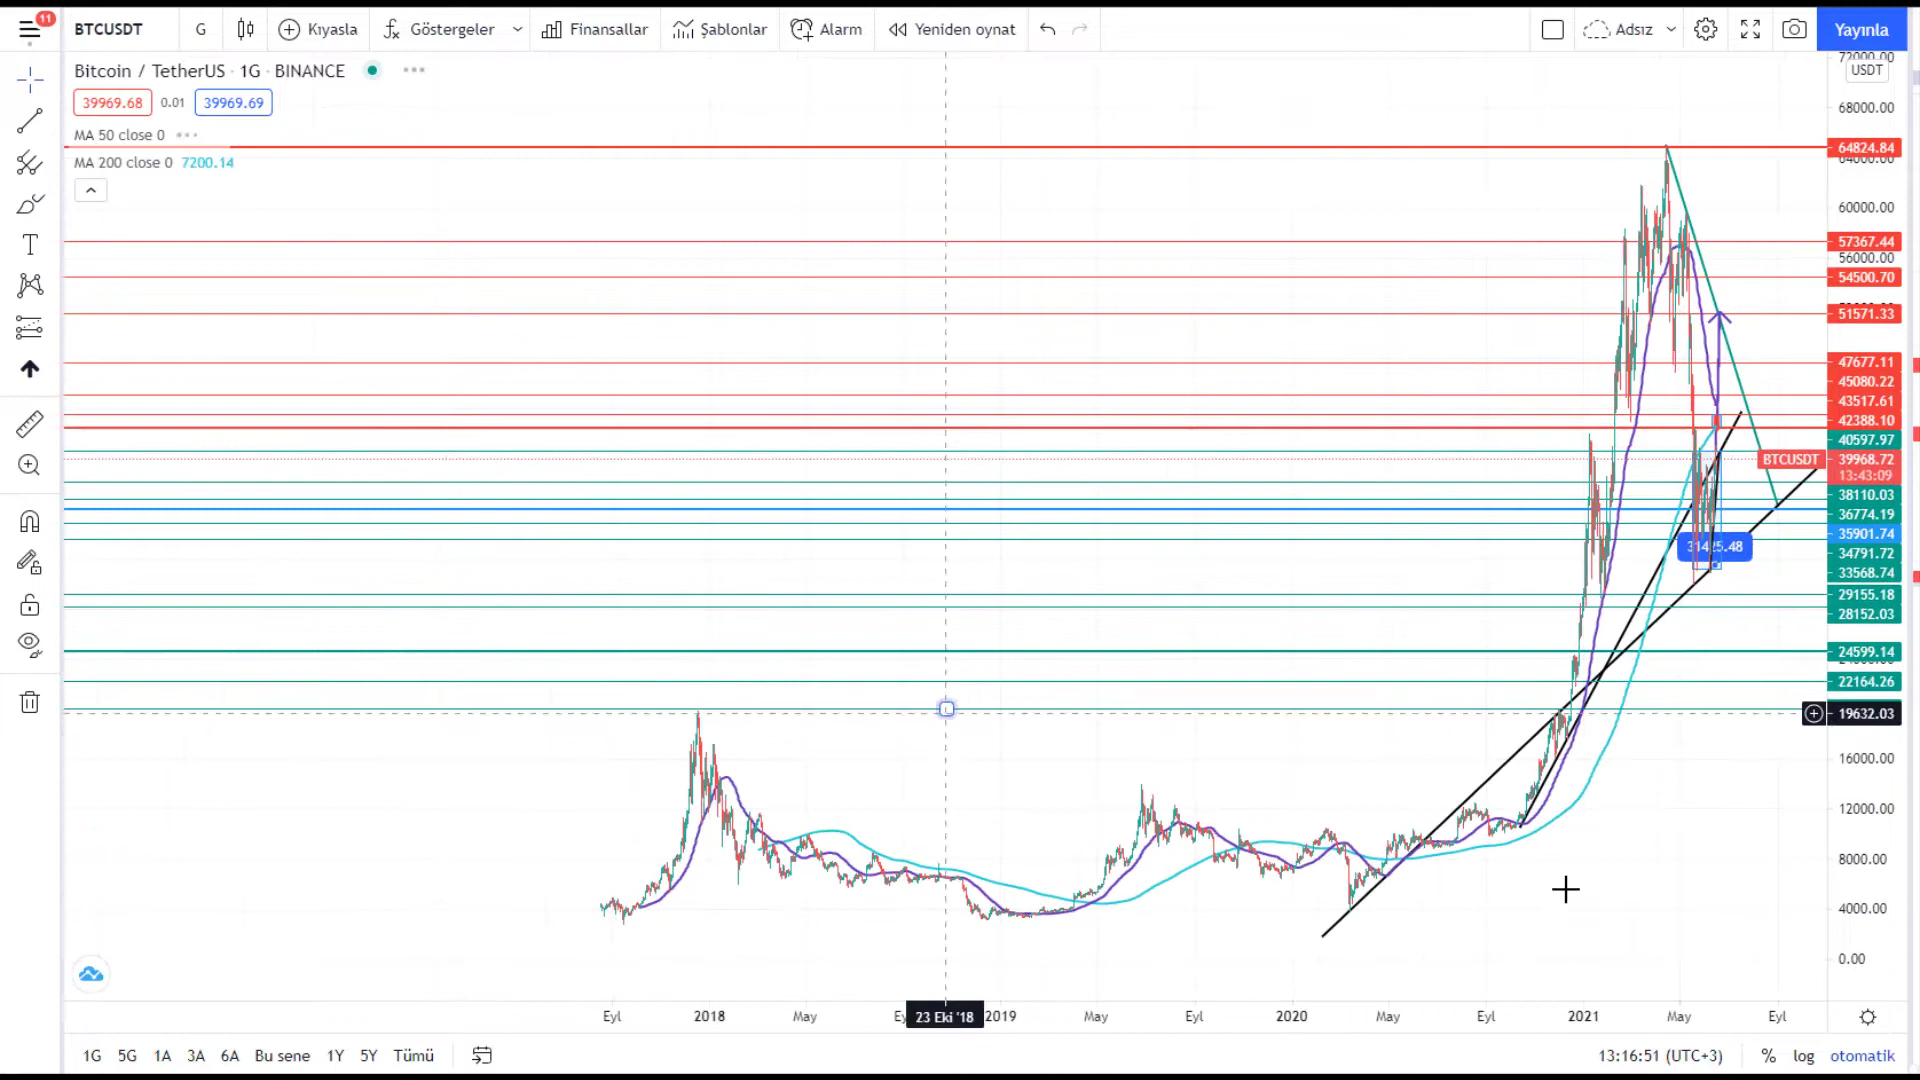 11
BTCUSDT
G
Kıyasla
Göstergeler
Finansallar
Şablonlar
Alarm
Yeniden oynat
Adsız
Yayınla
Bitcoin / TetherUS · 1G · BINANCE
39969.68
0.01
39969.69
MA 50 close 0
MA 200 close 0 7200.14
72000.00
USDT
68000.00
64824.84
64000.00
60000.00
57367.44
56000.00
54500.70
51571.33
47677.11
45080.22
43517.61
42388.10
40597.97
BTCUSDT
39968.72
13:43:09
38110.03
36774.19
35901.74
34791.72
33568.74
29155.18
28152.03
24599.14
22164.26
19632.03
16000.00
12000.00
8000.00
4000.00
0.00
Eyl
2018
May
23 Eki '18
2019
May
Eyl
2020
May
Eyl
2021
May
Eyl
1G
5G
1A
3A
6A
Bu sene
1Y
5Y
Tümü
13:16:51 (UTC+3)
%
log
otomatik